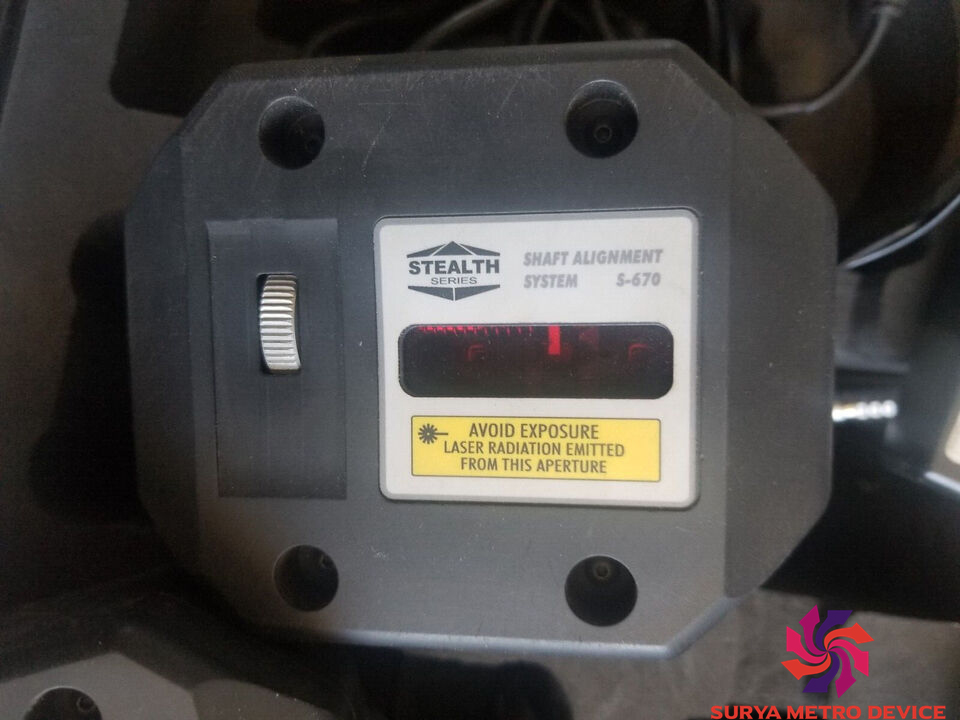 STEALTH
SERIES
SHAFT ALIGNMENT
SYSTEM S-670
AVOID EXPOSURE
LASER RADIATION EMITTED
FROM THIS APERTURE
SURYA METRO DEVICE